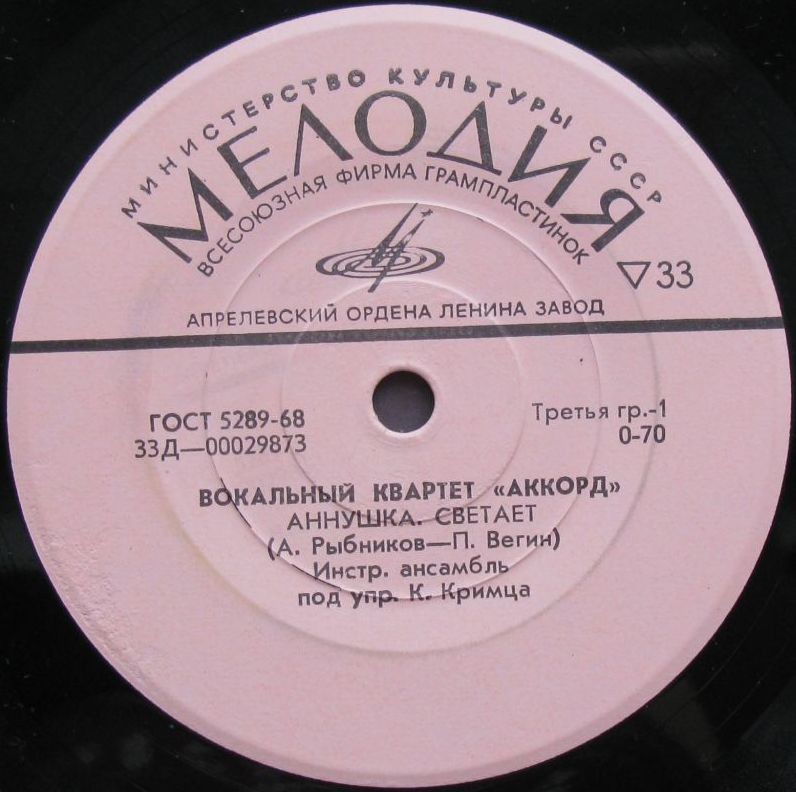 МИНИСТЕРСТВО КУЛЬТУРЫ СССР
МЕЛОДИЯ
ВСЕСОЮЗНАЯ ФИРМА ГРАМПЛАСТИНОК
33
АПРЕЛЕВСКИЙ ОРДЕНА ЛЕНИНА ЗАВОД
ГОСТ 5289-68
33Д—00029873
Третья гр.-1
0-70
ВОКАЛЬНЫЙ КВАРТЕТ «АККОРД»
АННУШКА. СВЕТАЕТ
(А. Рыбников—П. Вегин)
Инстр. ансамбль
под упр. К. Кримца